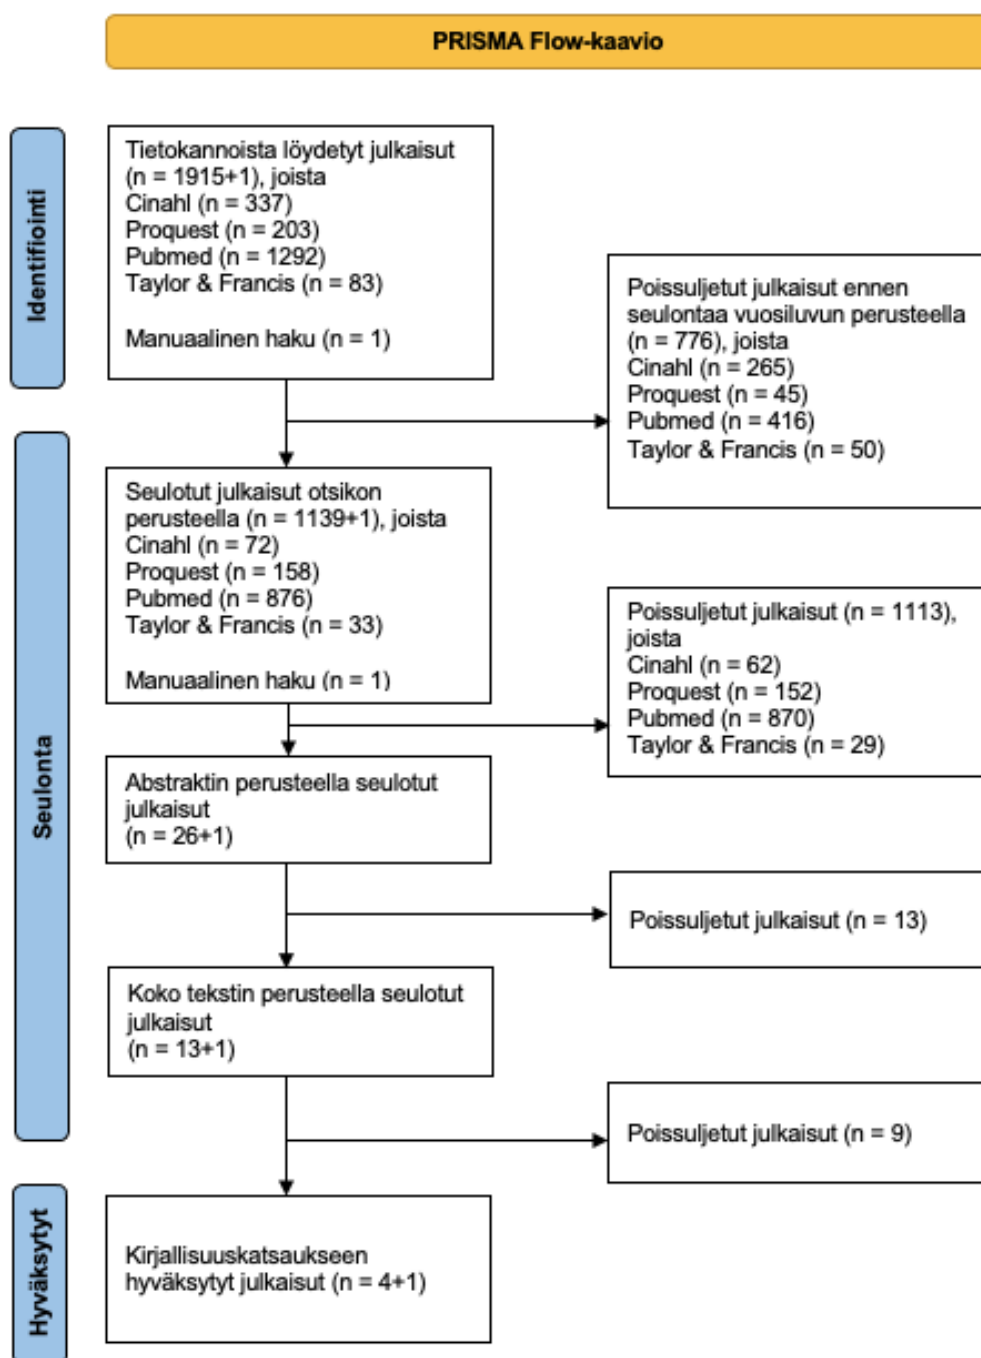 PRISMA Flow-kaavio
Identifiointi
Tietokannoista löydetyt julkaisut
(n = 1915+1), joista
Cinahl (n = 337)
Proquest (n = 203)
Pubmed (n = 1292)
Taylor & Francis (n = 83)
Manuaalinen haku (n = 1)
Poissuljetut julkaisut ennen
seulontaa vuosiluvun perusteella
(n = 776), joista
Cinahl (n = 265)
Proquest (n = 45)
Pubmed (n = 416)
Taylor & Francis (n = 50)
Seulonta
Seulotut julkaisut otsikon
perusteella (n = 1139+1), joista
Cinahl (n = 72)
Proquest (n = 158)
Pubmed (n = 876)
Taylor & Francis (n = 33)
Manuaalinen haku (n = 1)
Poissuljetut julkaisut (n = 1113),
joista
Cinahl (n = 62)
Proquest (n = 152)
Pubmed (n = 870)
Taylor & Francis (n = 29)
Abstraktin perusteella seulotut
julkaisut
(n = 26+1)
Poissuljetut julkaisut (n = 13)
Koko tekstin perusteella seulotut
julkaisut
(n = 13+1)
Poissuljetut julkaisut (n = 9)
Hyväksytyt
Kirjallisuuskatsaukseen
hyväksytyt julkaisut (n = 4+1)